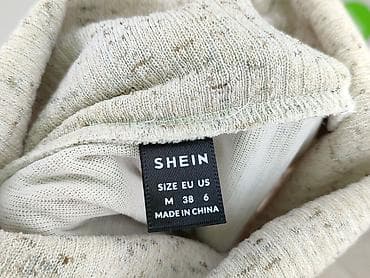 SHEIN
SIZE EU US
M 38 6
MADE IN CHINA